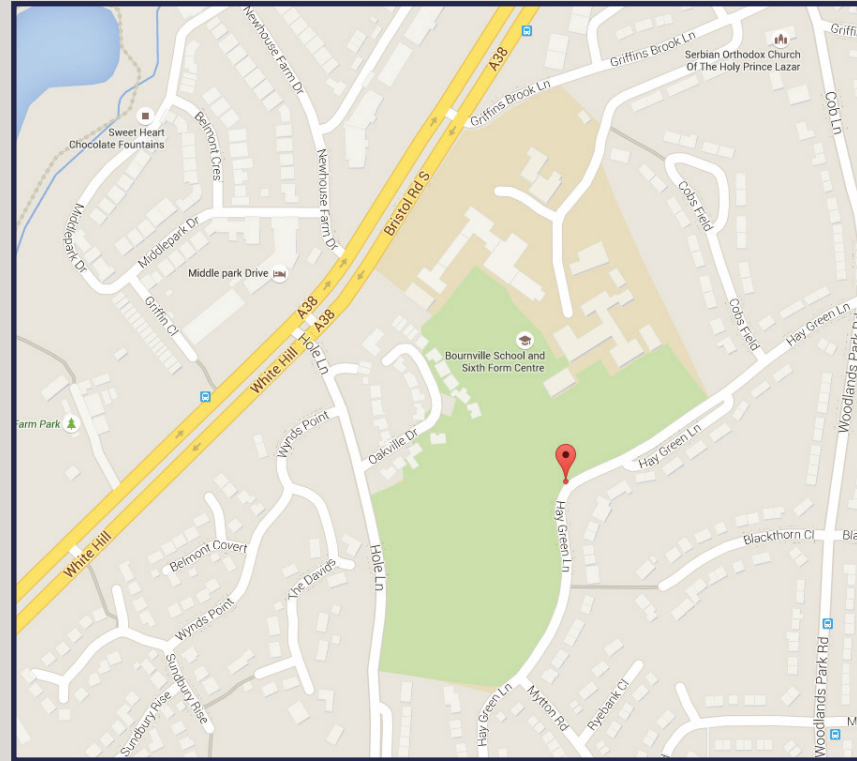 Newhouse Farm Dr
A38
Griffins Brook Ln
Griffins Brook Ln
Serbian Orthodox Church
Of The Holy Prince Lazar
Cob Ln
Sweet Heart
Chocolate Fountains
Belmont Cres
Newhouse Farm Dr
Bristol Rd S
Cobs Field
Middlepark Dr
Middlepark Dr
Middle park Drive
Griffin Cl
A38
A38
Hole Ln
White Hill
Bournville School and
Sixth Form Centre
Cobs Field
Hay Green Ln
Woodlands Park Rd
Farm Park
Wynds Point
Oakville Dr
Hay Green Ln
Hay Green Ln
White Hill
Belmont Covert
Hole Ln
The Davids
Blackthorn Cl
Wynds Point
Sundbury Rise
Sundbury Rise
Hay Green Ln
Mytton Rd
Ryebank Cl
Woodlands Park Rd